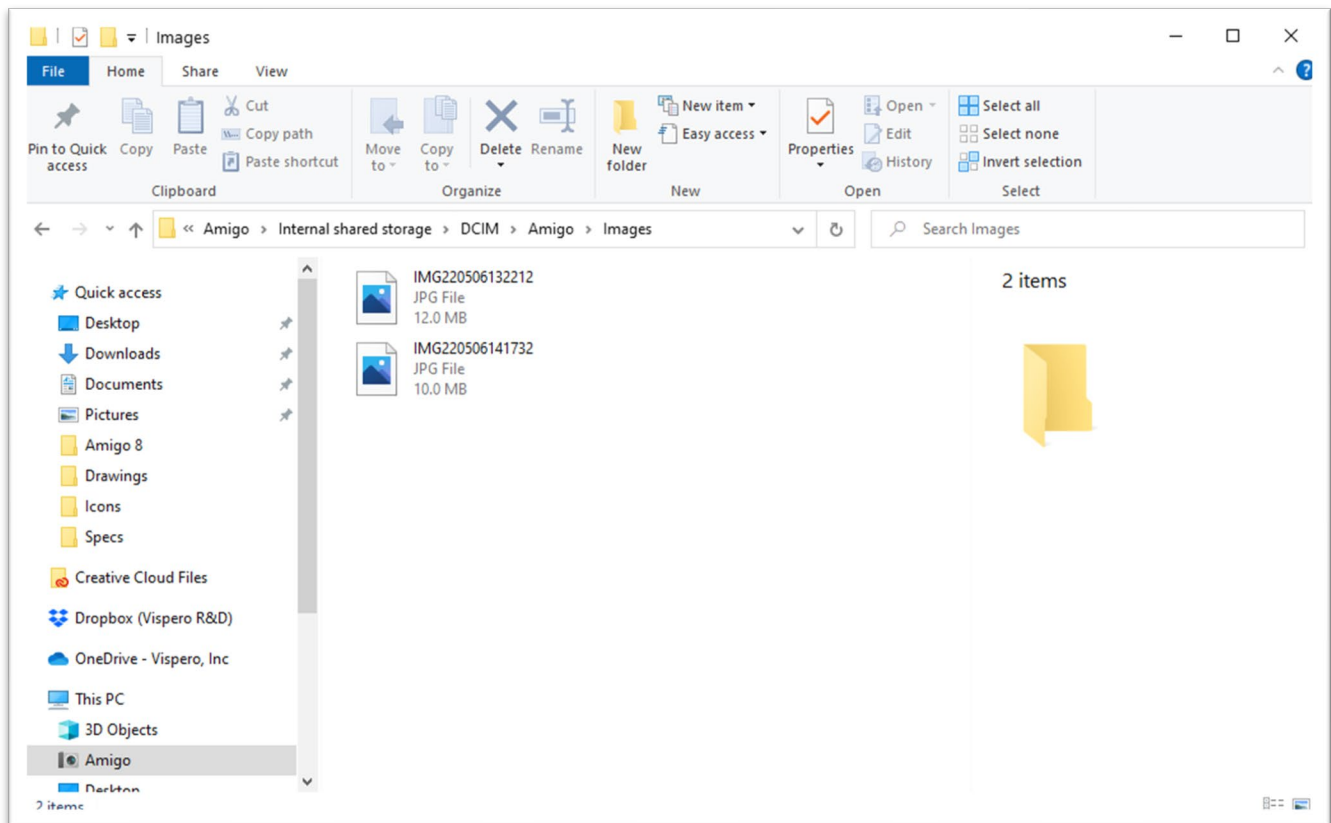 Images
File Home Share View
Pin to Quick access
Copy
Paste
Cut
Copy path
Paste shortcut
Clipboard
Move to
Copy to
Delete
Rename
Organize
New folder
New item
Easy access
New
Properties
Open
Edit
History
Open
Select all
Select none
Invert selection
Select
« Amigo > Internal shared storage > DCIM > Amigo > Images
Search Images
Quick access
Desktop
Downloads
Documents
Pictures
Amigo 8
Drawings
Icons
Specs
Creative Cloud Files
Dropbox (Vispero R&D)
OneDrive - Vispero, Inc
This PC
3D Objects
Amigo
Desktop
IMG220506132212
JPG File
12.0 MB
IMG220506141732
JPG File
10.0 MB
2 items
2 items